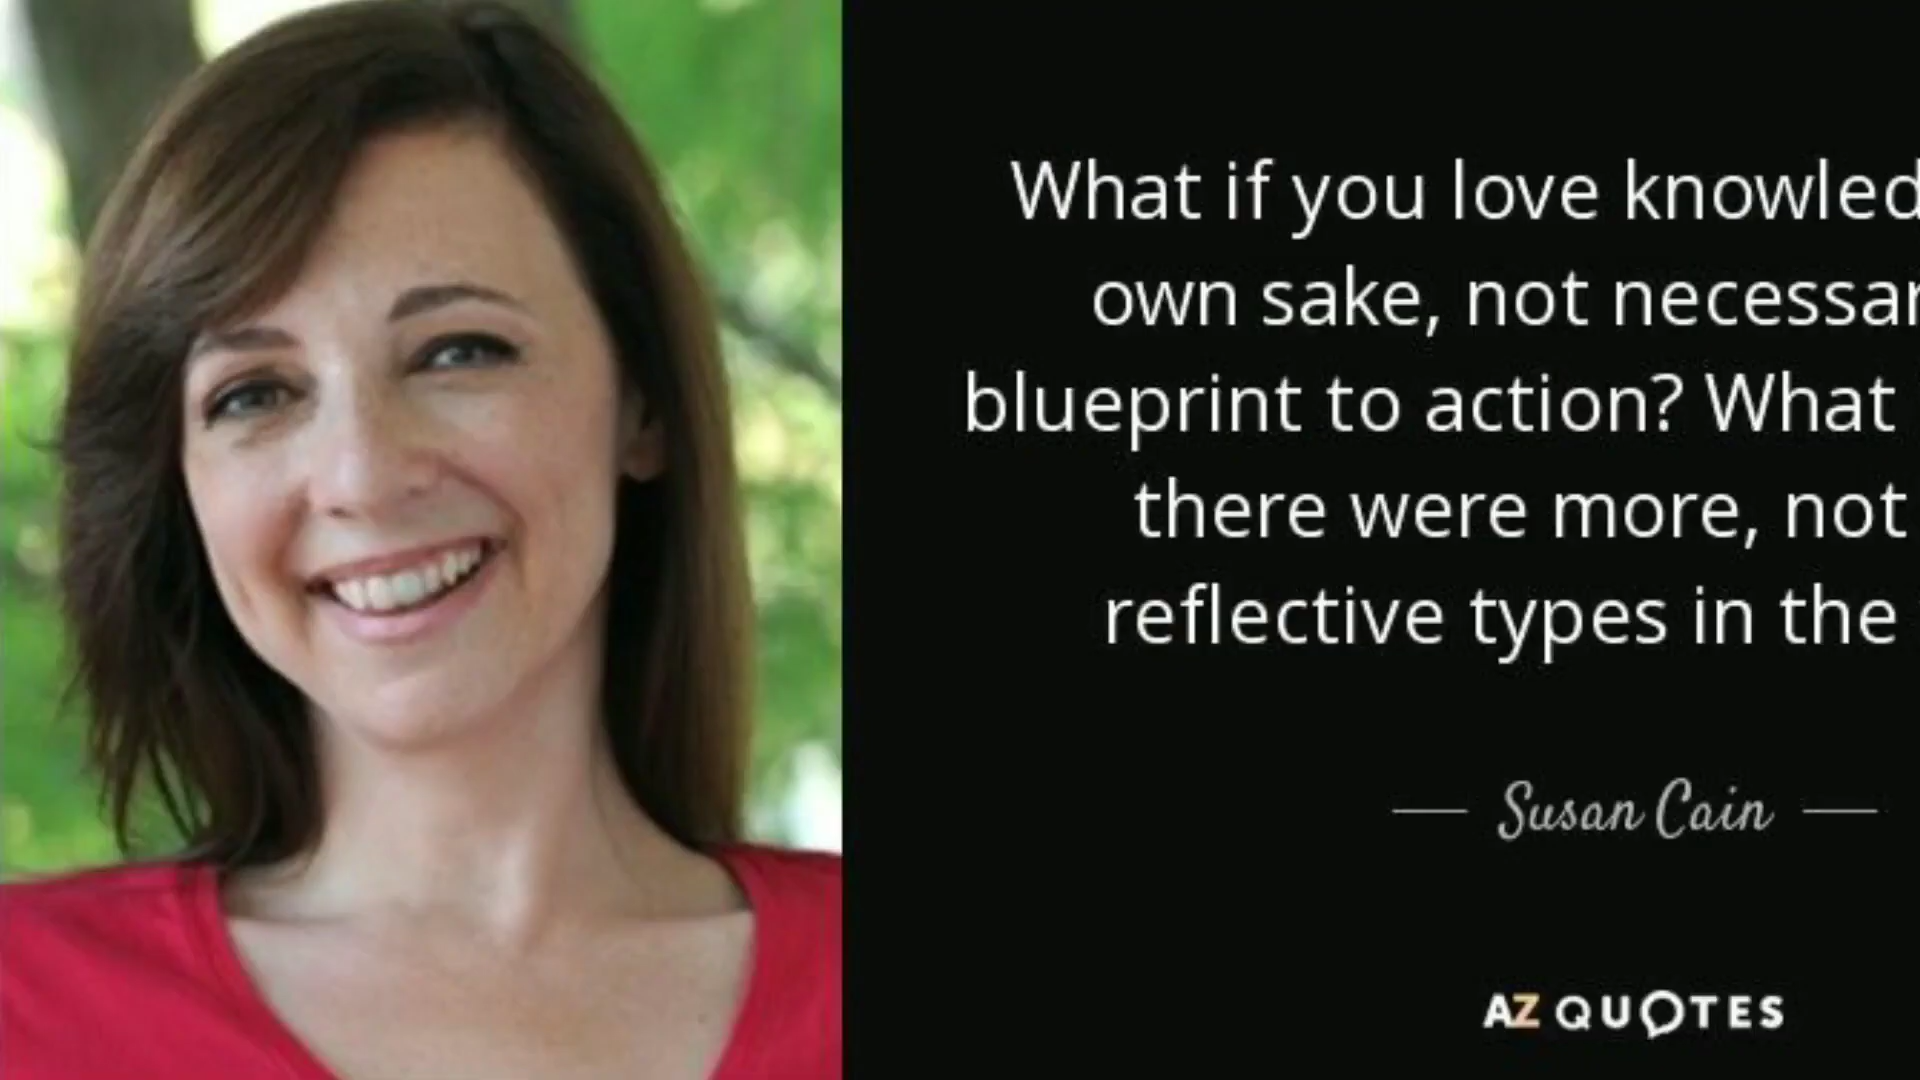 What if you love knowled
own sake, not necessar
blueprint to action? What
there were more, not
reflective types in the
Susan Cain
AZ QUOTES